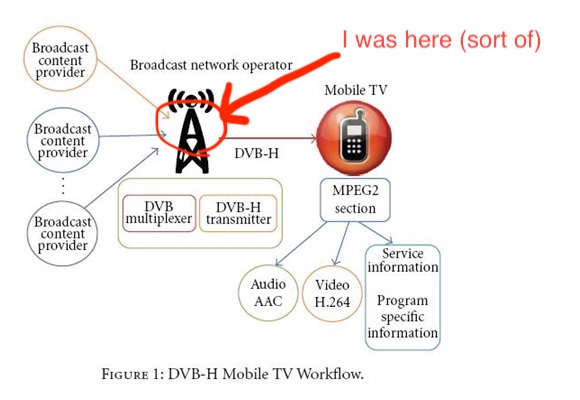 I was here (sort of)
Broadcast
content
provider
Broadcast network operator
Mobile TV
Broadcast
content
provider
DVB-H
⋮
Broadcast
content
provider
DVB
multiplexer
DVB-H
transmitter
MPEG2
section
Audio
AAC
Video
H.264
Service
information
Program
specific
information
FIGURE 1: DVB-H Mobile TV Workflow.